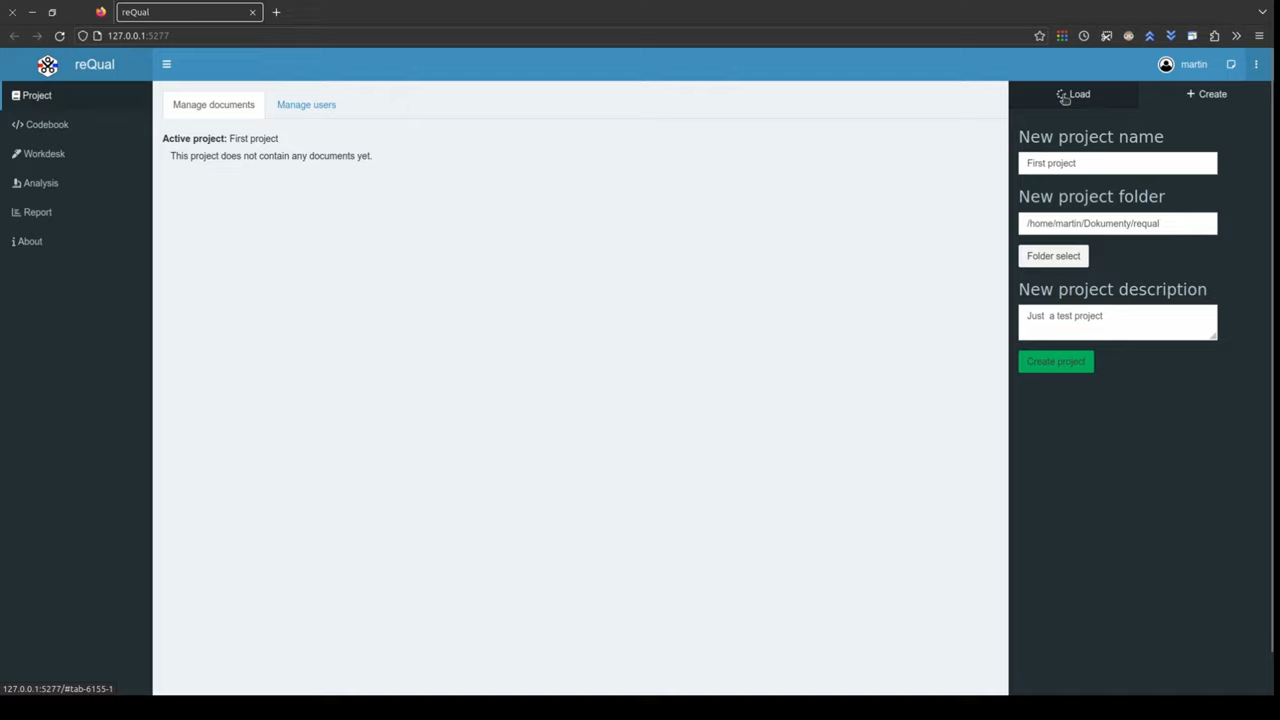 reQual
127.0.0.1:5277
reQual
martin
Project
Codebook
Workdesk
Analysis
Report
About
Manage documents
Manage users
Active project: First project
This project does not contain any documents yet.
Load
Create
New project name
First project
New project folder
/home/martin/Dokumenty/requal
Folder select
New project description
Just  a test project
Create project
127.0.0.1:5277/#tab-6155-1